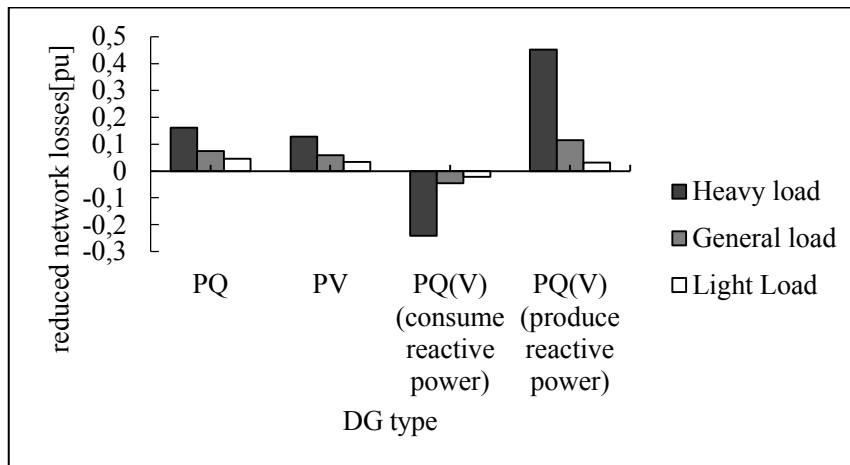 reduced network losses[pu]
0,5
0,4
0,3
0,2
0,1
0
-0,1
-0,2
-0,3
PQ
PV
PQ(V)
(consume
reactive
power)
PQ(V)
(produce
reactive
power)
DG type
Heavy load
General load
Light Load